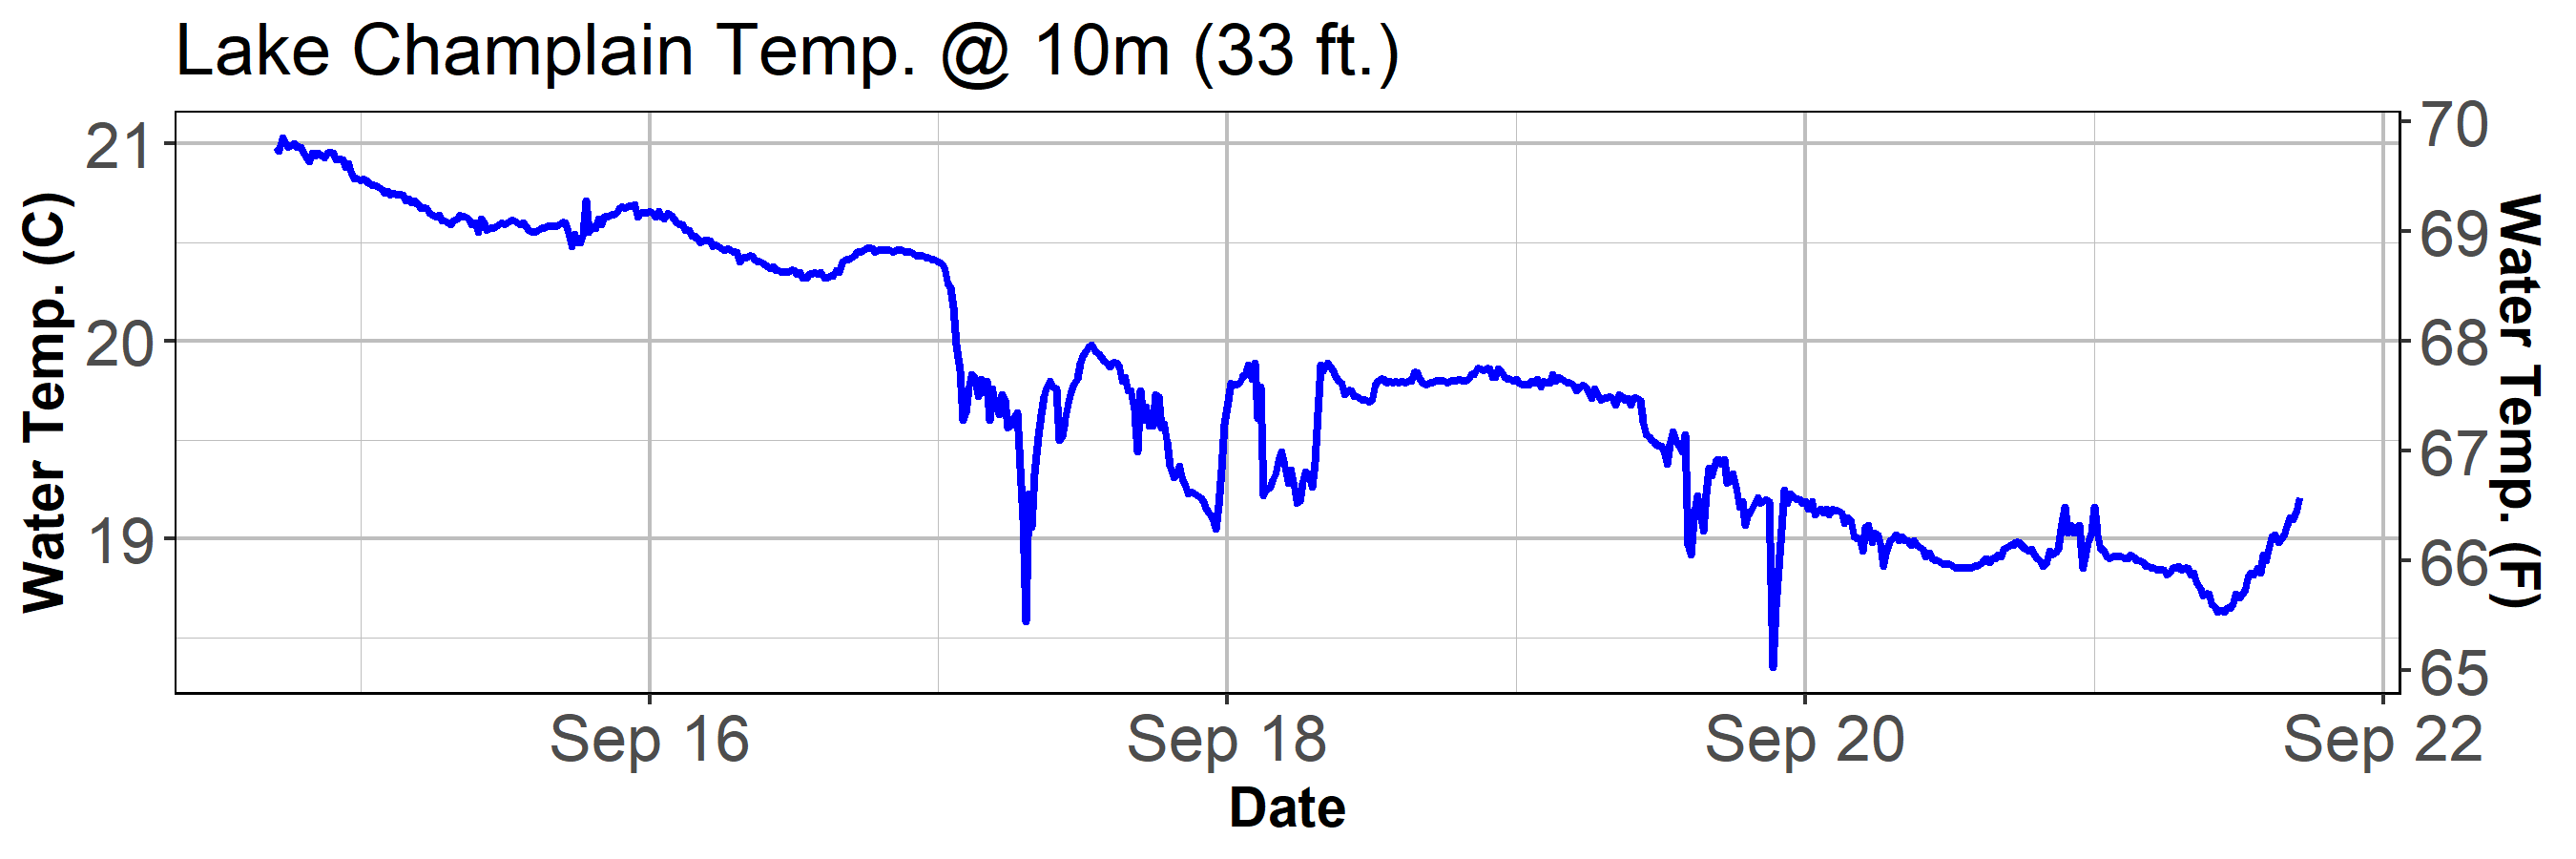 Lake Champlain Temp. @ 10m (33 ft.)
Water Temp. (C)
21
20
19
70
69
68
67
66
65
Water Temp. (F)
Sep 16
Sep 18
Sep 20
Sep 22
Date